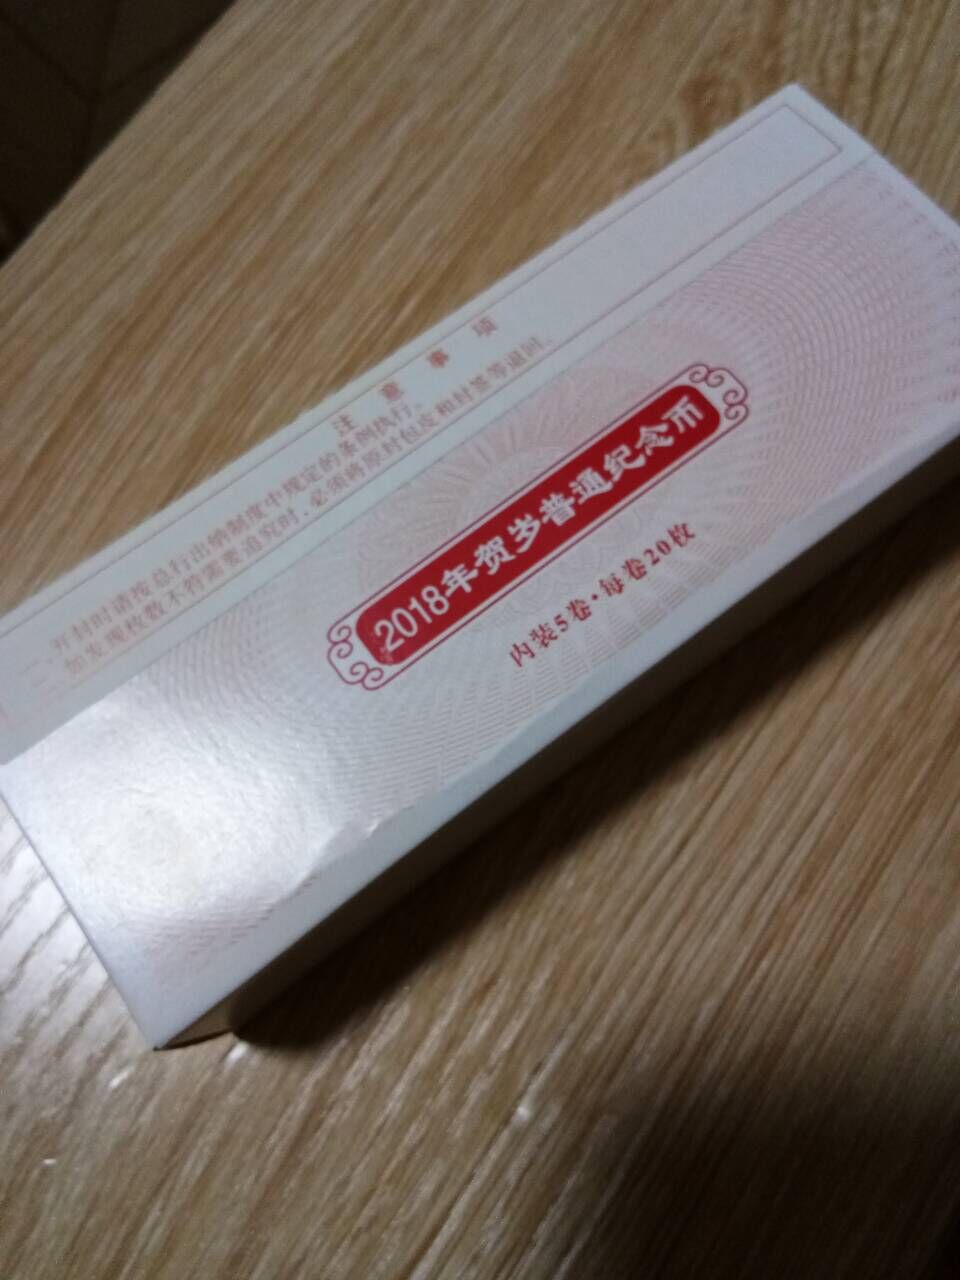 注意事项
一、开封时请按总行出纳制度中规定的条例执行。
二、如发现枚数不符需要追究时，必须将原封包皮和封签等退回。
2018年贺岁普通纪念币
内装5卷·每卷20枚